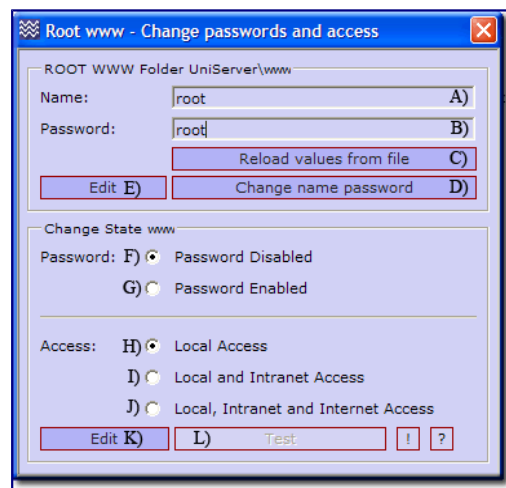 Root www - Change passwords and access
ROOT WWW Folder UniServer\www
Name: root A)
Password: root B)
Reload values from file C)
Edit E) Change name password D)
Change State www
Password: F) Password Disabled
G) Password Enabled
Access: H) Local Access
I) Local and Intranet Access
J) Local, Intranet and Internet Access
Edit K) L) Test ! ?